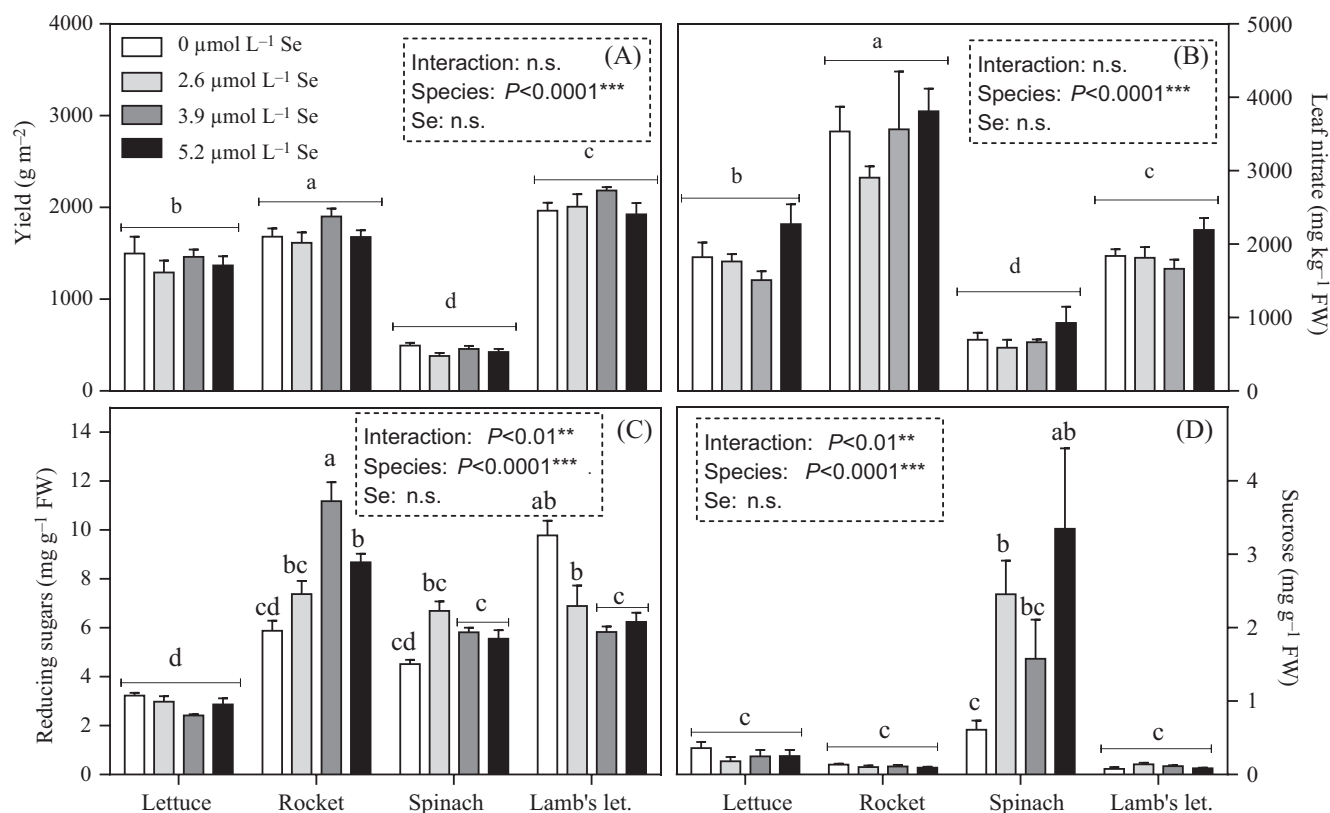 4000
3000
2000
1000
0
Yield (g m⁻²)
0 µmol L⁻¹ Se
2.6 µmol L⁻¹ Se
3.9 µmol L⁻¹ Se
5.2 µmol L⁻¹ Se
(A)
Interaction: n.s.
Species: P<0.0001***
Se: n.s.
b
a
d
c
(B)
Interaction: n.s.
Species: P<0.0001***
Se: n.s.
b
a
d
c
5000
4000
3000
2000
1000
0
Leaf nitrate (mg kg⁻¹ FW)
14
12
10
8
6
4
2
0
Reducing sugars (mg g⁻¹ FW)
(C)
Interaction: P<0.01**
Species: P<0.0001*** .
Se: n.s.
d
cd
bc
a
b
cd
bc
c
ab
b
c
Lettuce
Rocket
Spinach
Lamb's let.
(D)
Interaction: P<0.01**
Species: P<0.0001***
Se: n.s.
c
c
c
b
bc
ab
c
4
3
2
1
0
Sucrose (mg g⁻¹ FW)
Lettuce
Rocket
Spinach
Lamb's let.